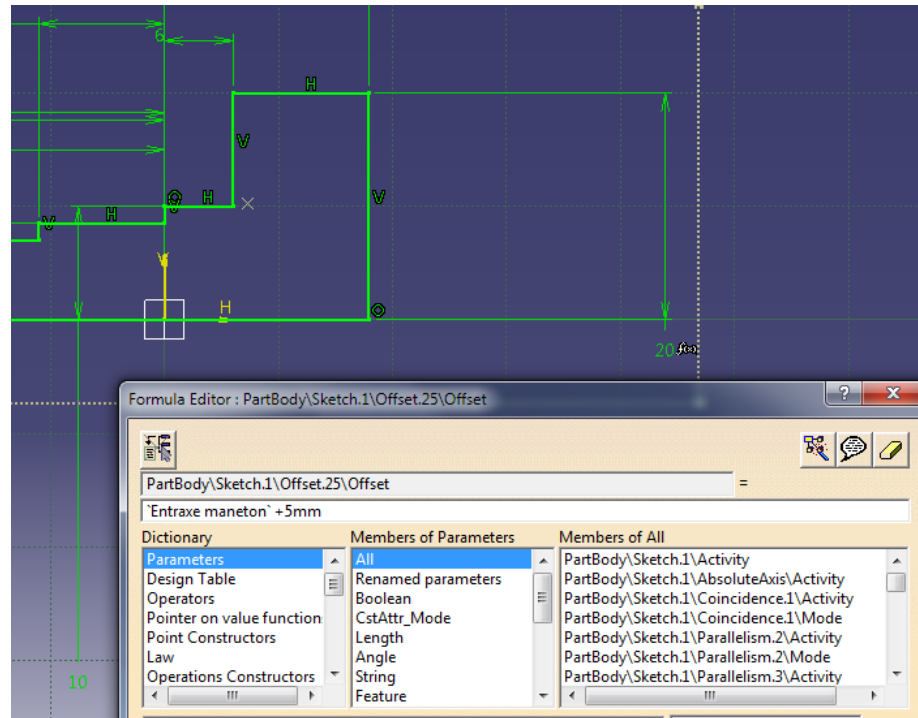 6
H
V
H
V
V
H
V
H
20 f(x)
10
Formula Editor : PartBody\Sketch.1\Offset.25\Offset
PartBody\Sketch.1\Offset.25\Offset =
`Entraxe maneton` +5mm
Dictionary Members of Parameters Members of All
Parameters All PartBody\Sketch.1\Activity
Design Table Renamed parameters PartBody\Sketch.1\AbsoluteAxis\Activity
Operators Boolean PartBody\Sketch.1\Coincidence.1\Activity
Pointer on value function CstAttr_Mode PartBody\Sketch.1\Coincidence.1\Mode
Point Constructors Length PartBody\Sketch.1\Parallelism.2\Activity
Law Angle PartBody\Sketch.1\Parallelism.2\Mode
Operations Constructors String PartBody\Sketch.1\Parallelism.3\Activity
Feature